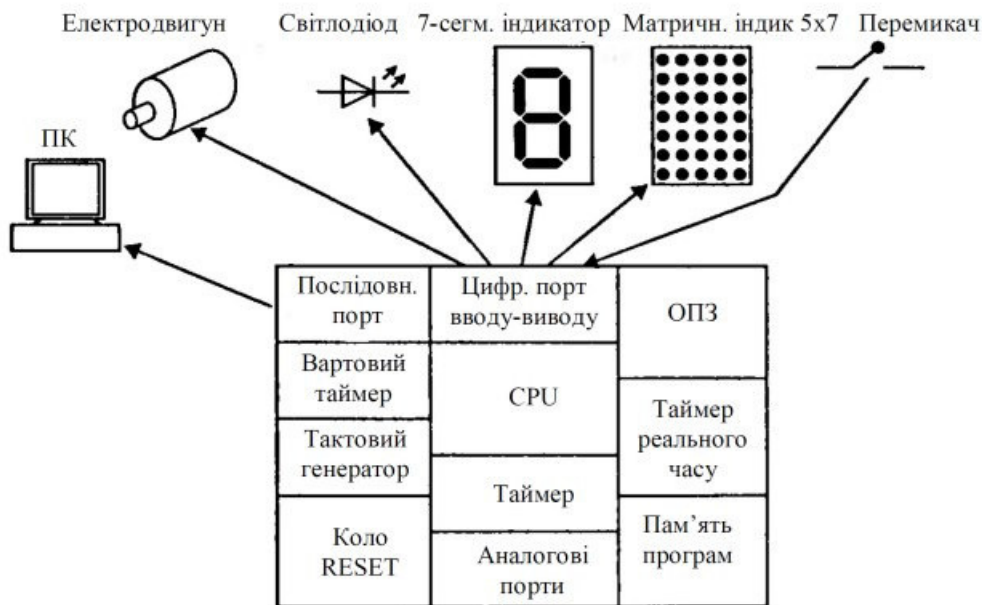 Електродвигун
Світлодіод
7-сегм. індикатор
Матричн. індик 5х7
Перемикач
ПК
Послідовн.
порт
Цифр. порт
вводу-виводу
ОПЗ
Вартовий
таймер
CPU
Таймер
реального
часу
Тактовий
генератор
Таймер
Коло
RESET
Аналогові
порти
Пам’ять
програм